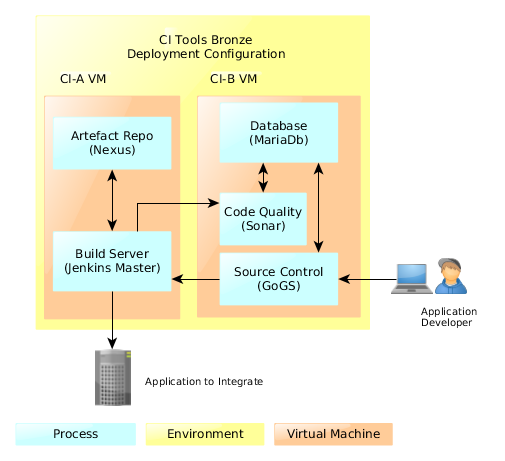 CI Tools Bronze
Deployment Configuration
CI-A VM
CI-B VM
Artefact Repo
(Nexus)
Database
(MariaDb)
Code Quality
(Sonar)
Build Server
(Jenkins Master)
Source Control
(GoGS)
Application
Developer
Application to Integrate
Process
Environment
Virtual Machine